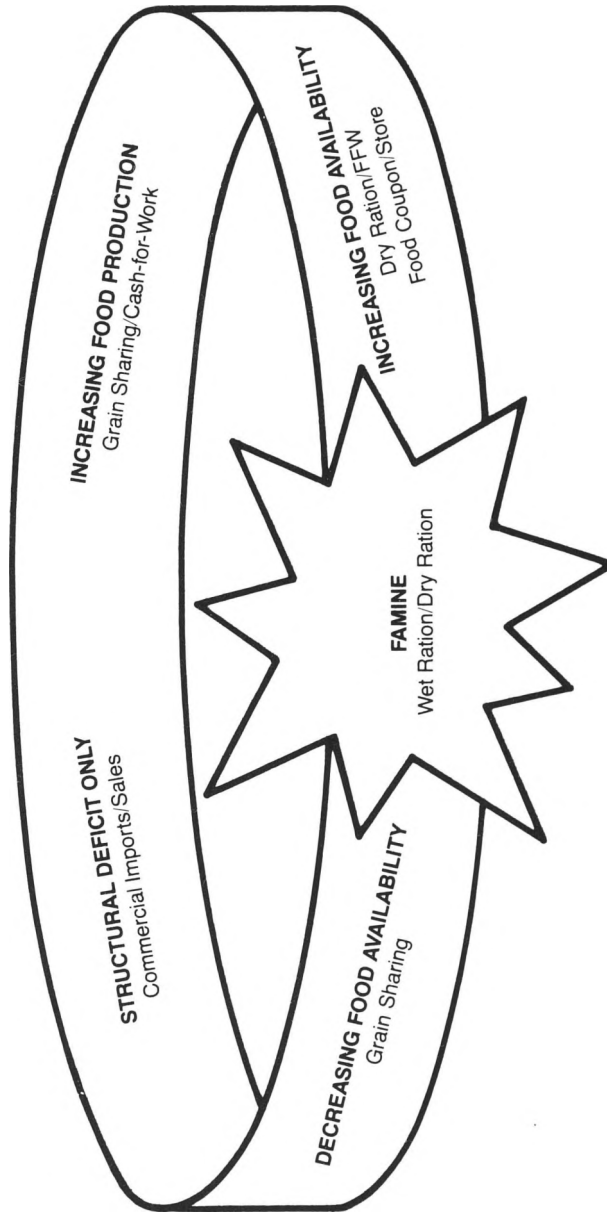 STRUCTURAL DEFICIT ONLY
Commercial Imports/Sales
INCREASING FOOD PRODUCTION
Grain Sharing/Cash-for-Work
DECREASING FOOD AVAILABILITY
Grain Sharing
FAMINE
Wet Ration/Dry Ration
INCREASING FOOD AVAILABILITY
Dry Ration/FFW
Food Coupon/Store